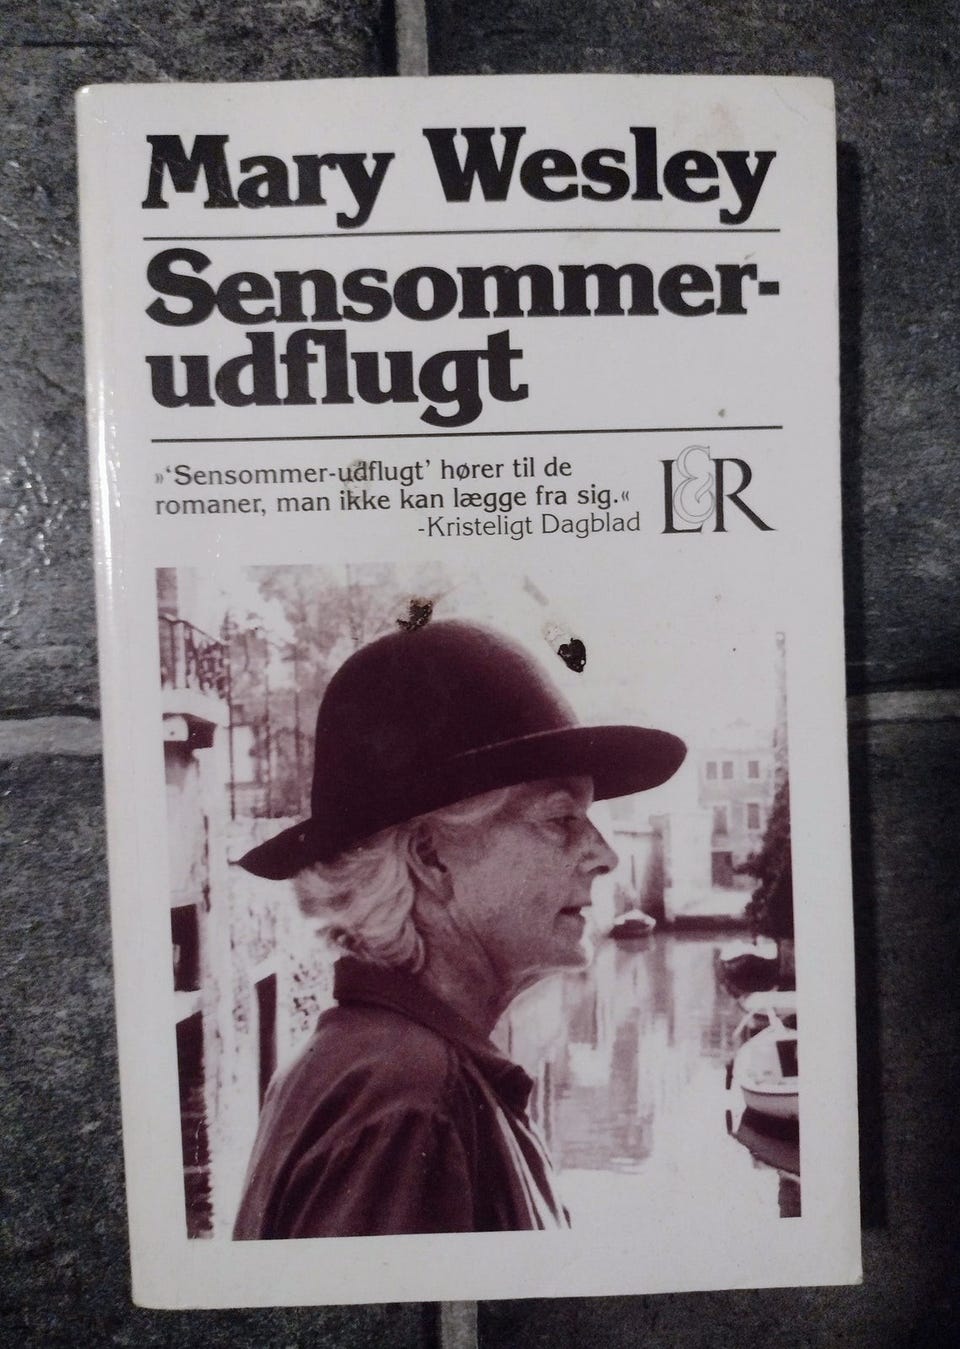 Mary Wesley
Sensommer-
udflugt
»‘Sensommer-udflugt’ hører til de
romaner, man ikke kan lægge fra sig.«
-Kristeligt Dagblad
L&R